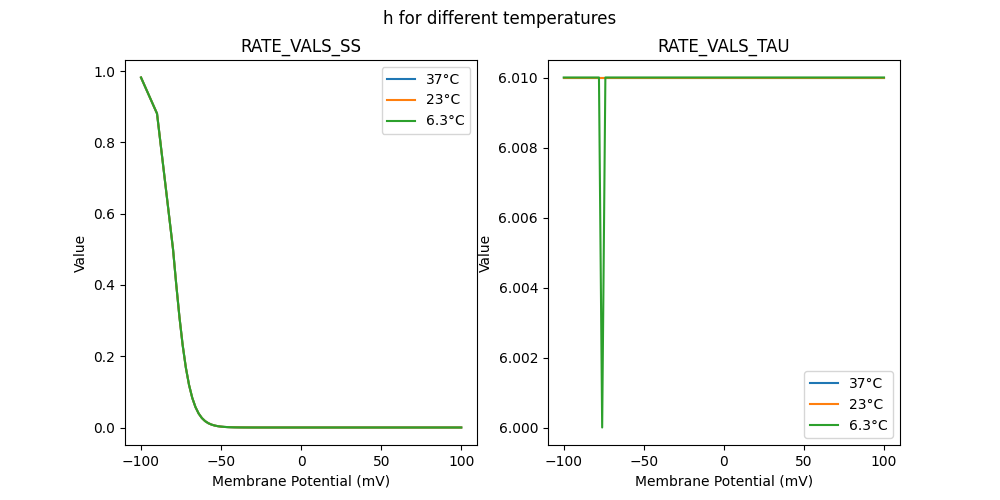 h for different temperatures
RATE_VALS_SS
1.0
0.8
0.6
0.4
0.2
0.0
Value
−100
−50
0
50
100
Membrane Potential (mV)
37°C
23°C
6.3°C
RATE_VALS_TAU
6.010
6.008
6.006
6.004
6.002
6.000
Value
−100
−50
0
50
100
Membrane Potential (mV)
37°C
23°C
6.3°C